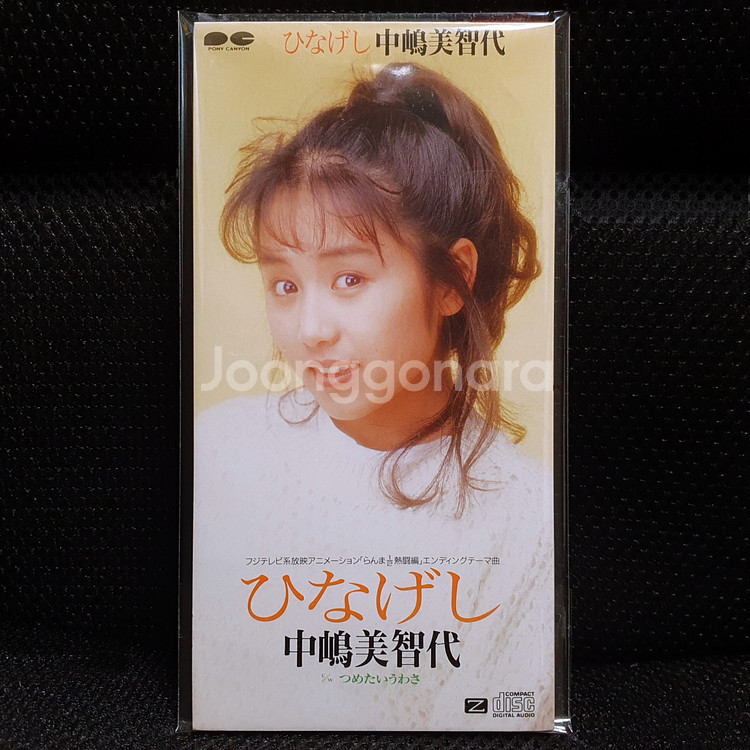 PONY CANYON
ひなげし 中嶋美智代
Joonggonara
フジテレビ系放映アニメーション「らんま1/2熱闘編」エンディングテーマ曲
ひなげし
中嶋美智代
C/W つめたいうわさ
Z
COMPACT
disc
DIGITAL AUDIO